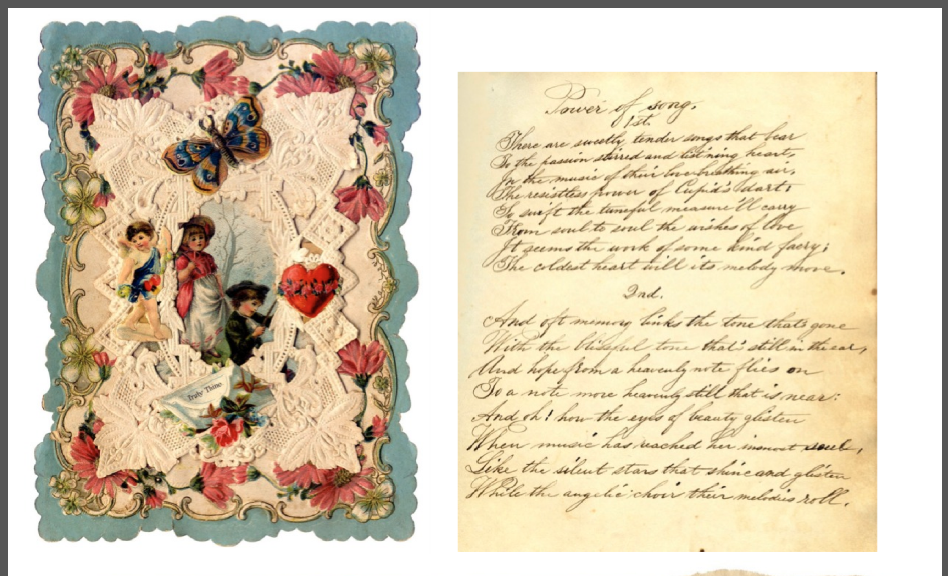 Truly Thine.
Power of song.
1st.
There are sweetly tender songs that bear
To the passion stirred and list'ning heart,
In the music of their love-breathing air,
The resistless power of Cupid's dart:
So swift the tuneful measure'll carry
From soul to soul the wishes of love
It seems the work of some kind faery;
The coldest heart will its melody move.
2nd.
And oft memory links the tone that's gone
With the blissful tone that's still in the ear,
And hope from a heavenly note flies on
To a note more heavenly still that is near:
And oh! how the eyes of beauty glisten
When music has reached her inmost soul,
Like the silent stars that shine and glisten
While the angelic choir their melodies roll.